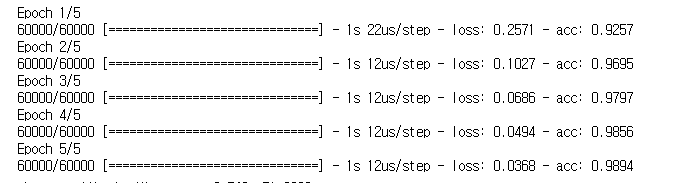 Epoch 1/5
60000/60000 [==============================] - 1s 22us/step - loss: 0.2571 - acc: 0.9257
Epoch 2/5
60000/60000 [==============================] - 1s 12us/step - loss: 0.1027 - acc: 0.9695
Epoch 3/5
60000/60000 [==============================] - 1s 12us/step - loss: 0.0686 - acc: 0.9797
Epoch 4/5
60000/60000 [==============================] - 1s 12us/step - loss: 0.0494 - acc: 0.9856
Epoch 5/5
60000/60000 [==============================] - 1s 12us/step - loss: 0.0368 - acc: 0.9894